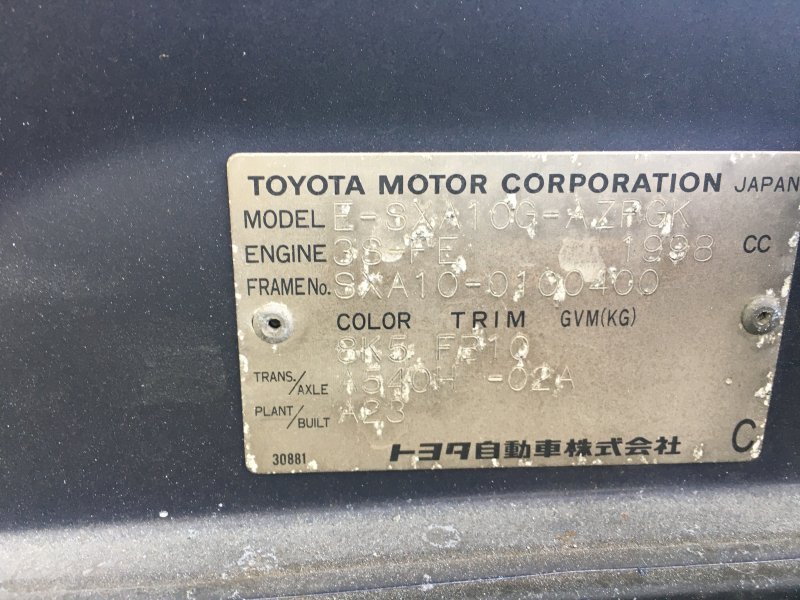 TOYOTA MOTOR CORPORATION JAPAN
MODEL E-SXA10G-AZPGK
ENGINE 3S-FE 1998 CC
FRAME No. SXA10-0100400
COLOR TRIM GVM(KG)
8K5 FP10
TRANS./AXLE 1540H -02A
PLANT/BUILT A23
30881 トヨタ自動車株式会社 C